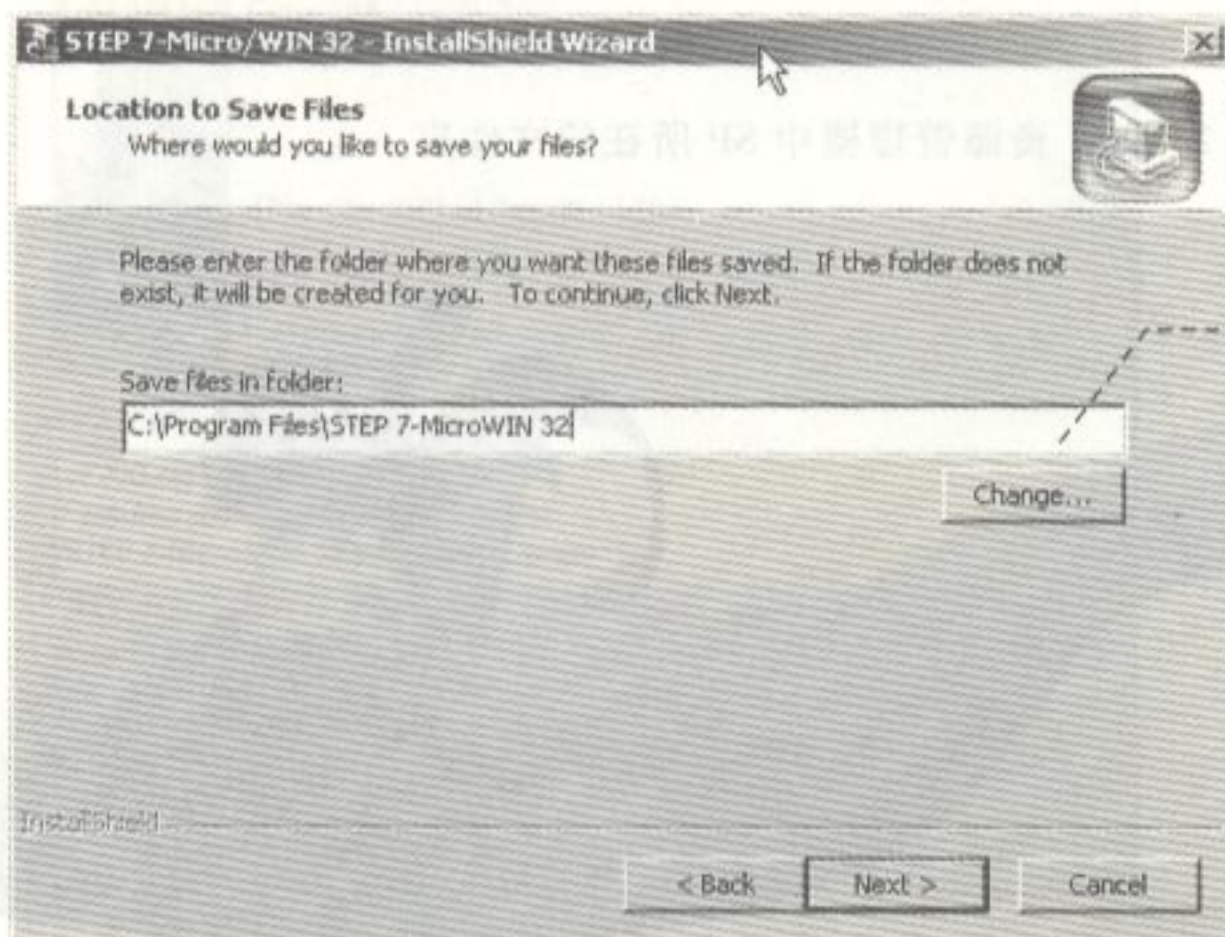 STEP 7-Micro/WIN 32 - InstallShield Wizard
Location to Save Files
Where would you like to save your files?
Please enter the folder where you want these files saved.  If the folder does not
exist, it will be created for you.   To continue, click Next.
Save files in folder:
C:\Program Files\STEP 7-MicroWIN 32
Change...
InstallShield
< Back
Next >
Cancel